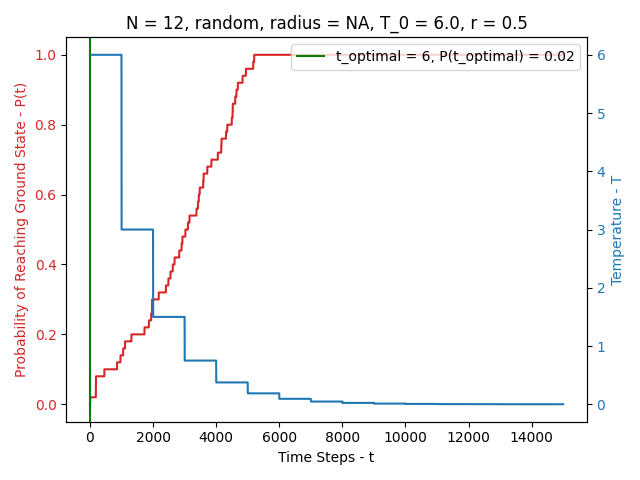 N = 12, random, radius = NA, T_0 = 6.0, r = 0.5
t_optimal = 6, P(t_optimal) = 0.02
Probability of Reaching Ground State - P(t)
1.0
0.8
0.6
0.4
0.2
0.0
6
5
4
3
2
1
0
Temperature - T
0 2000 4000 6000 8000 10000 12000 14000
Time Steps - t